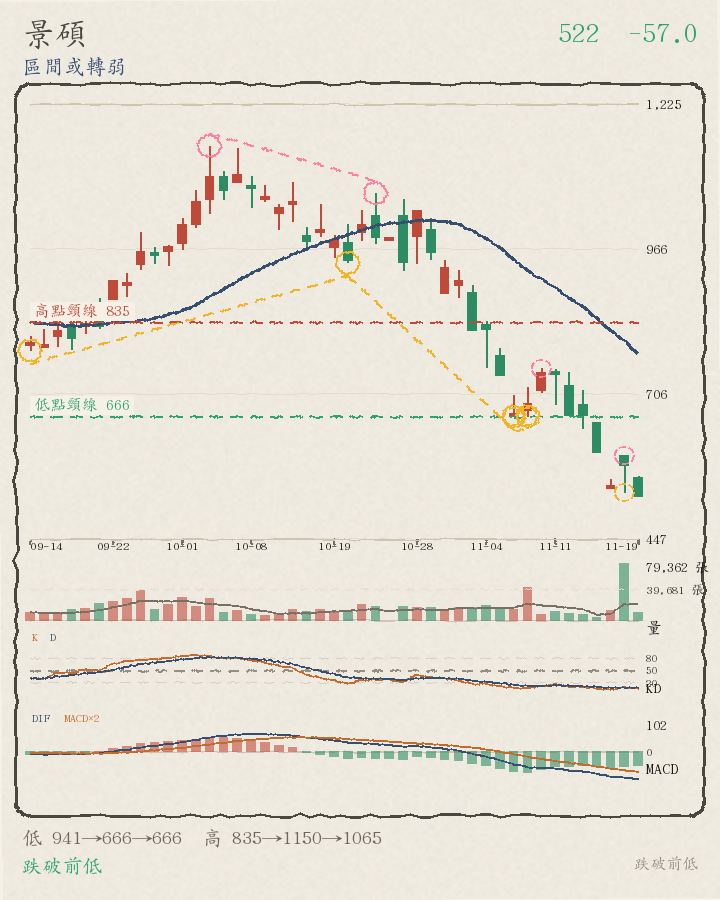 景碩
522 -57.0
區間或轉弱
1,225
966
高點頸線 835
706
低點頸線 666
447
09-14 09-22 10-01 10-08 10-19 10-28 11-04 11-11 11-19
79,362 張
39,681 張
量
K D
80
50
20
KD
DIF MACD×2
102
0
MACD
低 941→666→666 高 835→1150→1065
跌破前低
跌破前低